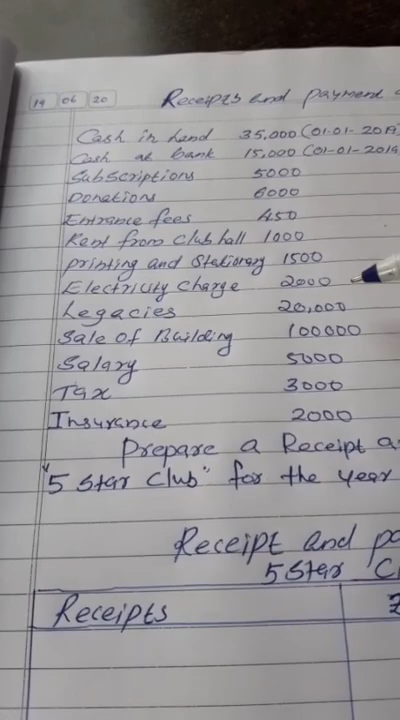 19 06 20
Receipts and payment
Cash in hand 35,000 (01-01-2019
Cash at bank 15,000 (01-01-2019
Subscriptions 5000
Donations 6000
Entrance fees 450
Rent from club hall 1000
printing and Stationary 1500
Electricity Charge 2000
Legacies 20,000
Sale of Building 100000
Salary 5000
Tax 3000
Insurance 2000
prepare a Receipt a
"5 Star Club" for the year
Receipt and pa
5 Star C
Receipts